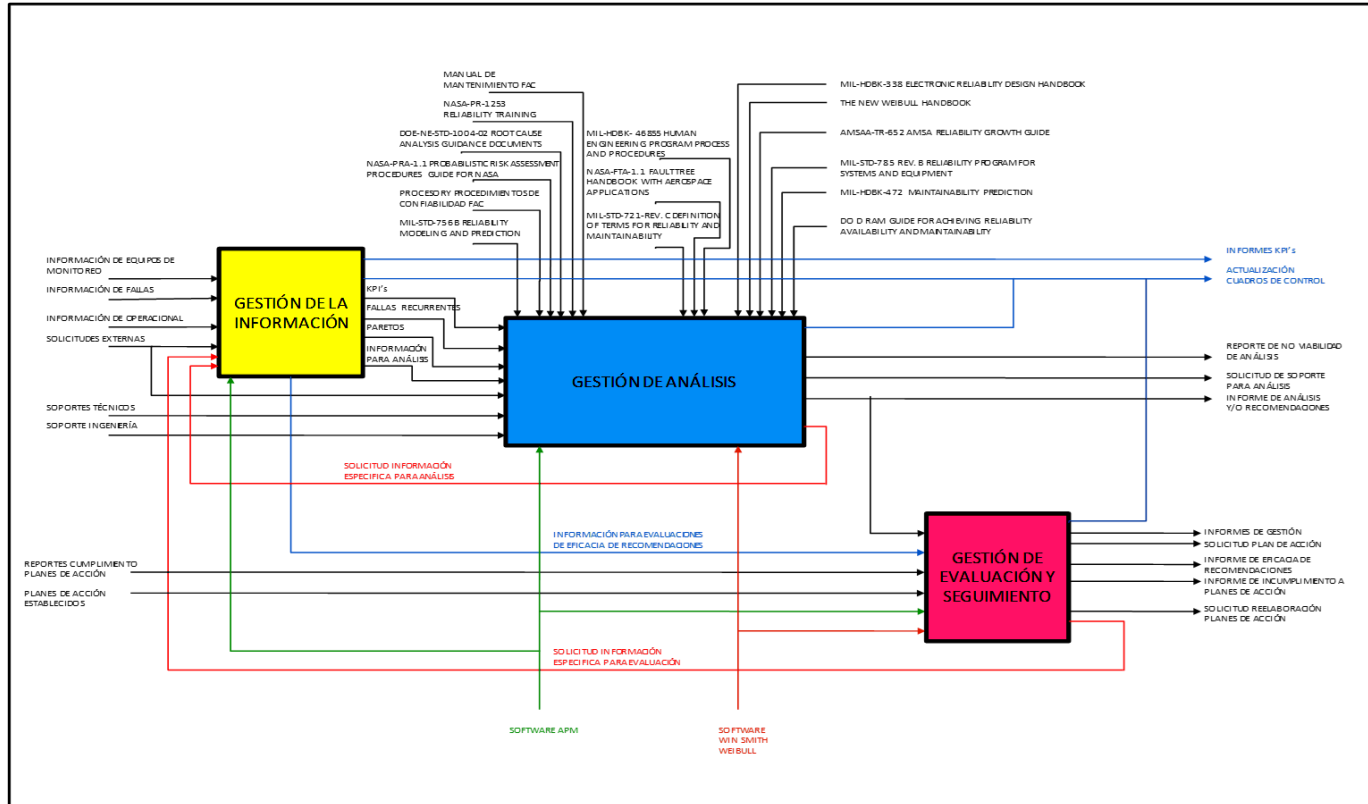 MANUAL DE
MANTENIMIENTO FAC
NASA-PR-1253
RELIABILITY TRAINING
DOE-NE-STD-1004-02 ROOT CAUSE
ANALYSIS GUIDANCE DOCUMENTS
NASA-PRA-1.1 PROBABILISTIC RISK ASSESSMENT
PROCEDURES GUIDE FOR NASA
PROCESOR Y PROCEDIMIENTOS DE
CONFIABILIDAD FAC
MIL-STD-756 B RELIABILITY
MODELING AND PREDICTION
MIL-HDBK- 46855 HUMAN
ENGINEERING PROGRAM PROCESS
AND PROCEDURES
NASA-FTA-1.1 FAULT TREE
HANDBOOK WITH AEROSPACE
APPLICATIONS
MIL-STD-721-REV. C DEFINITION
OF TERMS FOR RELIABILITY AND
MAINTAINABILITY
MIL-HDBK-338 ELECTRONIC RELIABILITY DESIGN HANDBOOK
THE NEW WEIBULL HANDBOOK
AMSAA-TR-652 AMSA RELIABILITY GROWTH GUIDE
MIL-STD-785 REV. B RELIABILITY PROGRAM FOR
SYSTEMS AND EQUIPMENT
MIL-HDBK-472 MAINTAINABILITY PREDICTION
DO D RAM GUIDE FOR ACHIEVING RELIABILITY
AVAILABILITY AND MAINTAINABILITY
INFORMACIÓN DE EQUIPOS DE
MONITOREO
INFORMACIÓN DE FALLAS
INFORMACIÓN DE OPERACIONAL
SOLICITUDES EXTERNAS
SOPORTES TÉCNICOS
SOPORTE INGENIERÍA
GESTIÓN DE LA
INFORMACIÓN
KPI's
FALLAS RECURRENTES
PARETOS
INFORMACIÓN
PARA ANÁLISIS
GESTIÓN DE ANÁLISIS
INFORMES KPI's
ACTUALIZACIÓN
CUADROS DE CONTROL
REPORTE DE NO VIABILIDAD
DE ANÁLISIS
SOLICITUD DE SOPORTE
PARA ANÁLISIS
INFORME DE ANÁLISIS
Y/O RECOMENDACIONES
SOLICITUD INFORMACIÓN
ESPECIFICA PARA ANÁLISIS
INFORMACIÓN PARA EVALUACIONES
DE EFICACIA DE RECOMENDACIONES
REPORTES CUMPLIMIENTO
PLANES DE ACCIÓN
PLANES DE ACCIÓN
ESTABLECIDOS
GESTIÓN DE
EVALUACIÓN Y
SEGUIMIENTO
INFORMES DE GESTIÓN
SOLICITUD PLAN DE ACCIÓN
INFORME DE EFICACIA DE
RECOMENDACIONES
INFORME DE INCUMPLIMIENTO A
PLANES DE ACCIÓN
SOLICITUD REELABORACIÓN
PLANES DE ACCIÓN
SOLICITUD INFORMACIÓN
ESPECIFICA PARA EVALUACIÓN
SOFTWARE APM
SOFTWARE
WIN SMITH
WEIBULL